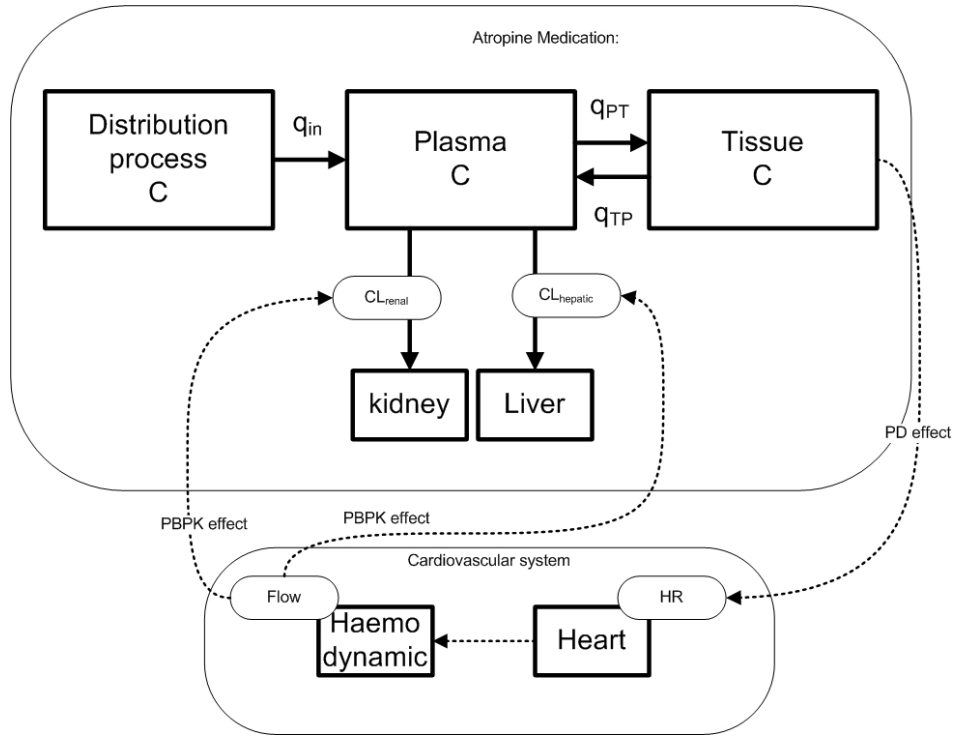 Atropine Medication:
Distribution
process
C
q_in
Plasma
C
q_PT
q_TP
Tissue
C
CL_renal
CL_hepatic
kidney
Liver
PD effect
PBPK effect
PBPK effect
Cardiovascular system
Flow
HR
Haemo
dynamic
Heart